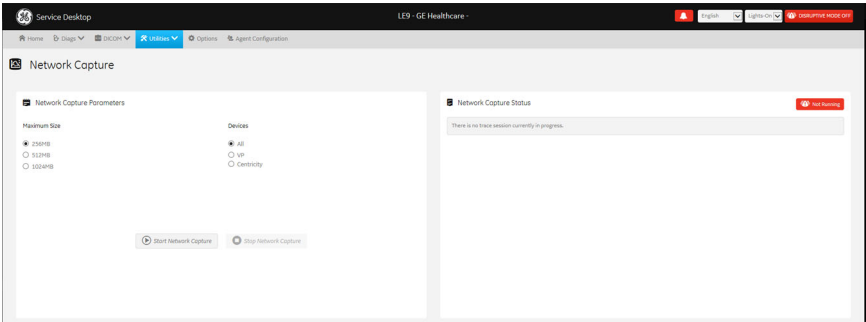 Service Desktop
LE9 - GE Healthcare -
English
Lights-On
DISRUPTIVE MODE OFF
Home
Diags
DICOM
Utilities
Options
Agent Configuration
Network Capture
Network Capture Parameters
Maximum Size
Devices
256MB
All
512MB
VP
1024MB
Centricity
Start Network Capture
Stop Network Capture
Network Capture Status
Not Running
There is no trace session currently in progress.